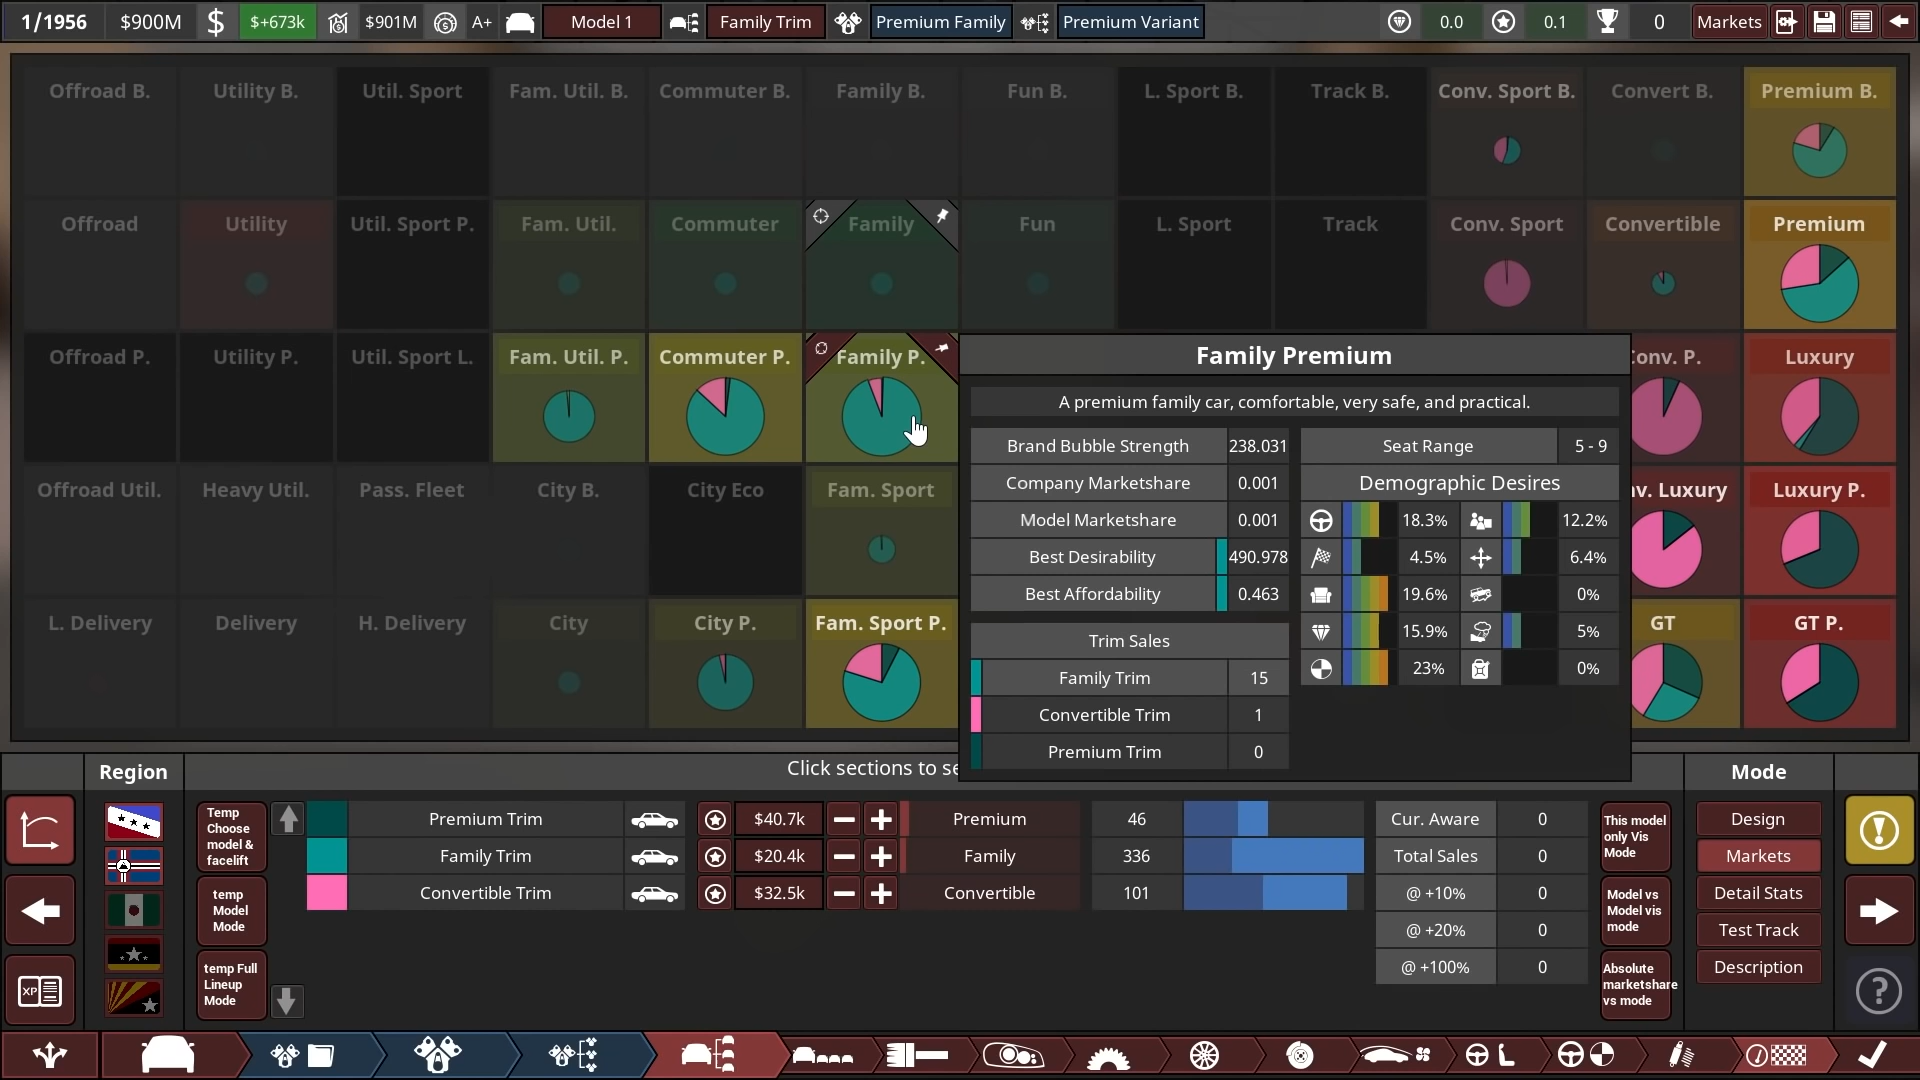 1/1956 $900M $+673k $901M A+ Model 1 Family Trim Premium Family Premium Variant 0.0 0.1 0 Markets
Offroad B. Utility B. Util. Sport Fam. Util. B. Commuter B. Family B. Fun B. L. Sport B. Track B. Conv. Sport B. Convert B. Premium B.
Offroad Utility Util. Sport P. Fam. Util. Commuter Family Fun L. Sport Track Conv. Sport Convertible Premium
Offroad P. Utility P. Util. Sport L. Fam. Util. P. Commuter P. Family P. Conv. P. Luxury
Offroad Util. Heavy Util. Pass. Fleet City B. City Eco Fam. Sport nv. Luxury Luxury P.
L. Delivery Delivery H. Delivery City City P. Fam. Sport P. GT GT P.
Family Premium
A premium family car, comfortable, very safe, and practical.
Brand Bubble Strength 238.031 Seat Range 5 - 9
Company Marketshare 0.001 Demographic Desires
Model Marketshare 0.001 18.3% 12.2%
Best Desirability 490.978 4.5% 6.4%
Best Affordability 0.463 19.6% 0%
Trim Sales 15.9% 5%
Family Trim 15 23% 0%
Convertible Trim 1
Premium Trim 0
Region Click sections to se Mode
Temp Choose model & facelift
temp Model Mode
temp Full Lineup Mode
Premium Trim $40.7k Premium 46 Cur. Aware 0
Family Trim $20.4k Family 336 Total Sales 0
Convertible Trim $32.5k Convertible 101 @ +10% 0
@ +20% 0
@ +100% 0
This model only Vis Mode
Model vs Model vis mode
Absolute marketshare vs mode
Design
Markets
Detail Stats
Test Track
Description
XP
?